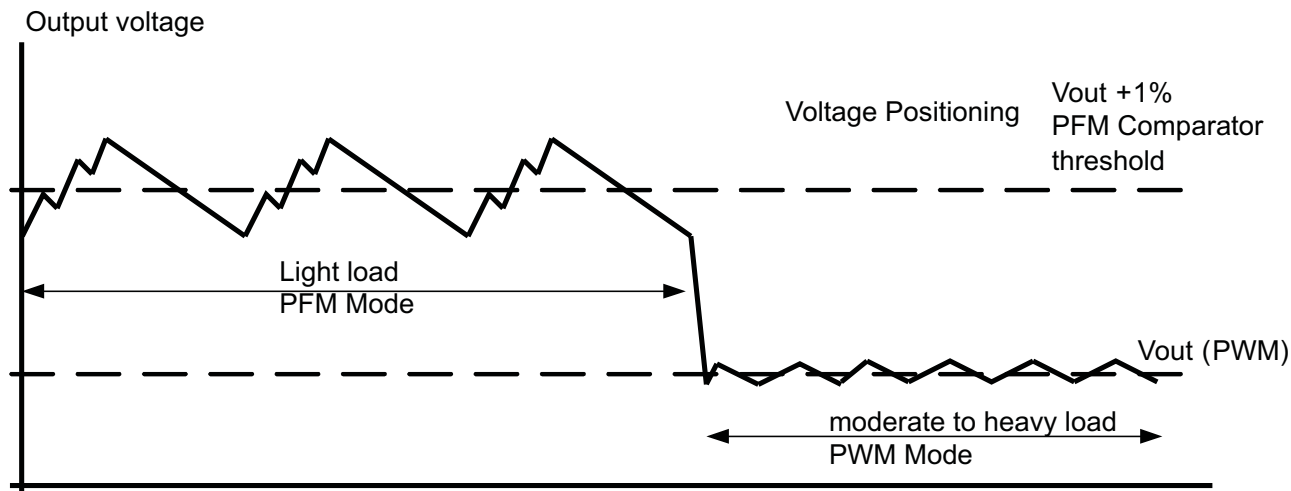 Output voltage
Voltage Positioning
Vout +1%
PFM Comparator
threshold
Light load
PFM Mode
Vout (PWM)
moderate to heavy load
PWM Mode